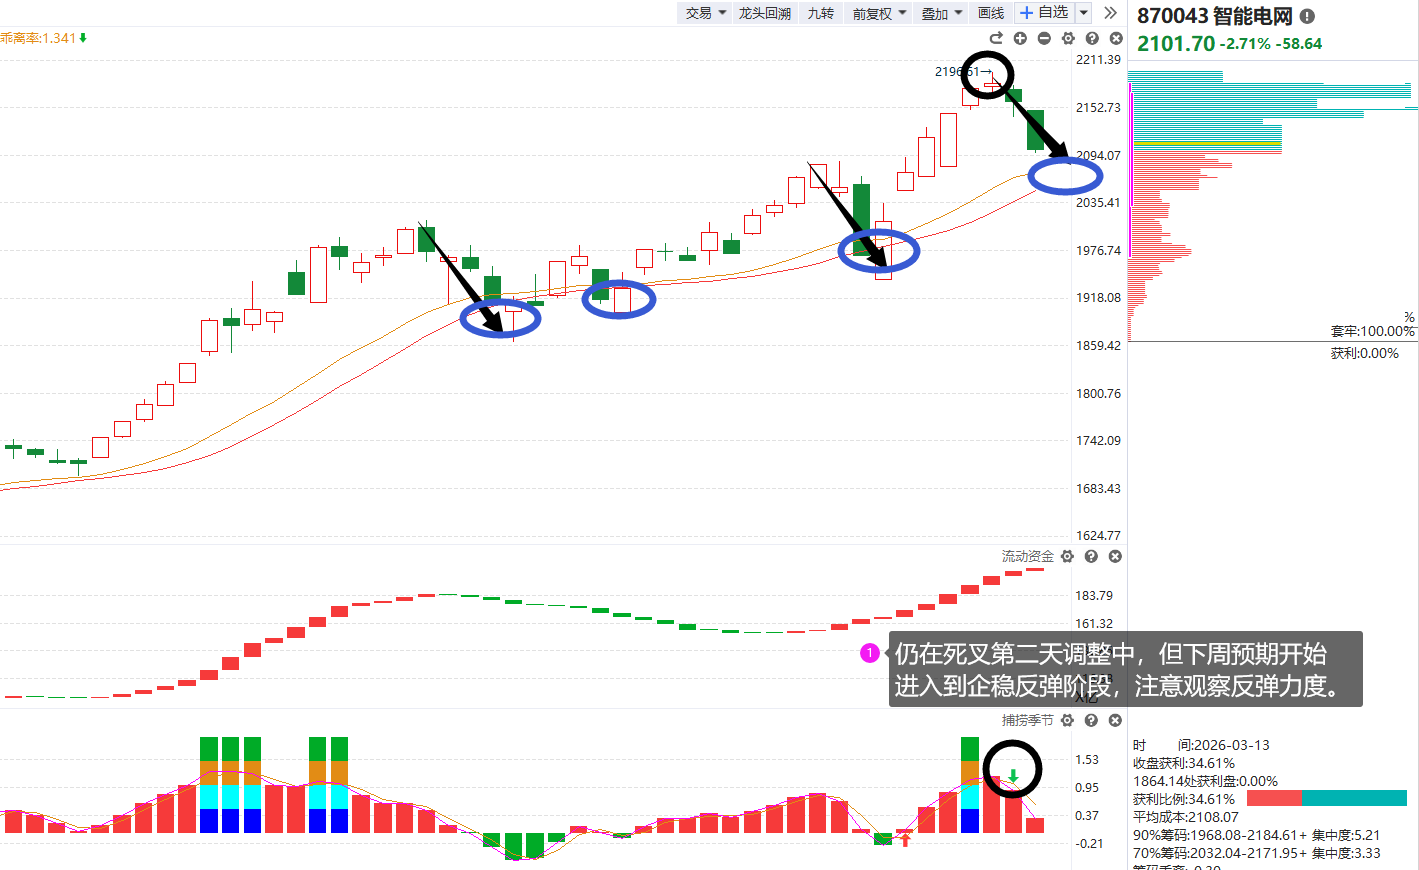 交易 龙头回溯 九转 前复权 叠加 画线 + 自选
870043 智能电网
2101.70 -2.71% -58.64
乖离率:1.341
2211.39
2196.61→
2152.73
2094.07
2035.41
1976.74
1918.08
1859.42
1800.76
1742.09
1683.43
1624.77
%
套牢:100.00%
获利:0.00%
流动资金
183.79
161.32
1
仍在死叉第二天调整中，但下周预期开始
进入到企稳反弹阶段，注意观察反弹力度。
捕捞季节
1.53
0.95
0.37
-0.21
时 间:2026-03-13
收盘获利:34.61%
1864.14处获利盘:0.00%
获利比例:34.61%
平均成本:2108.07
90%筹码:1968.08-2184.61+ 集中度:5.21
70%筹码:2032.04-2171.95+ 集中度:3.33